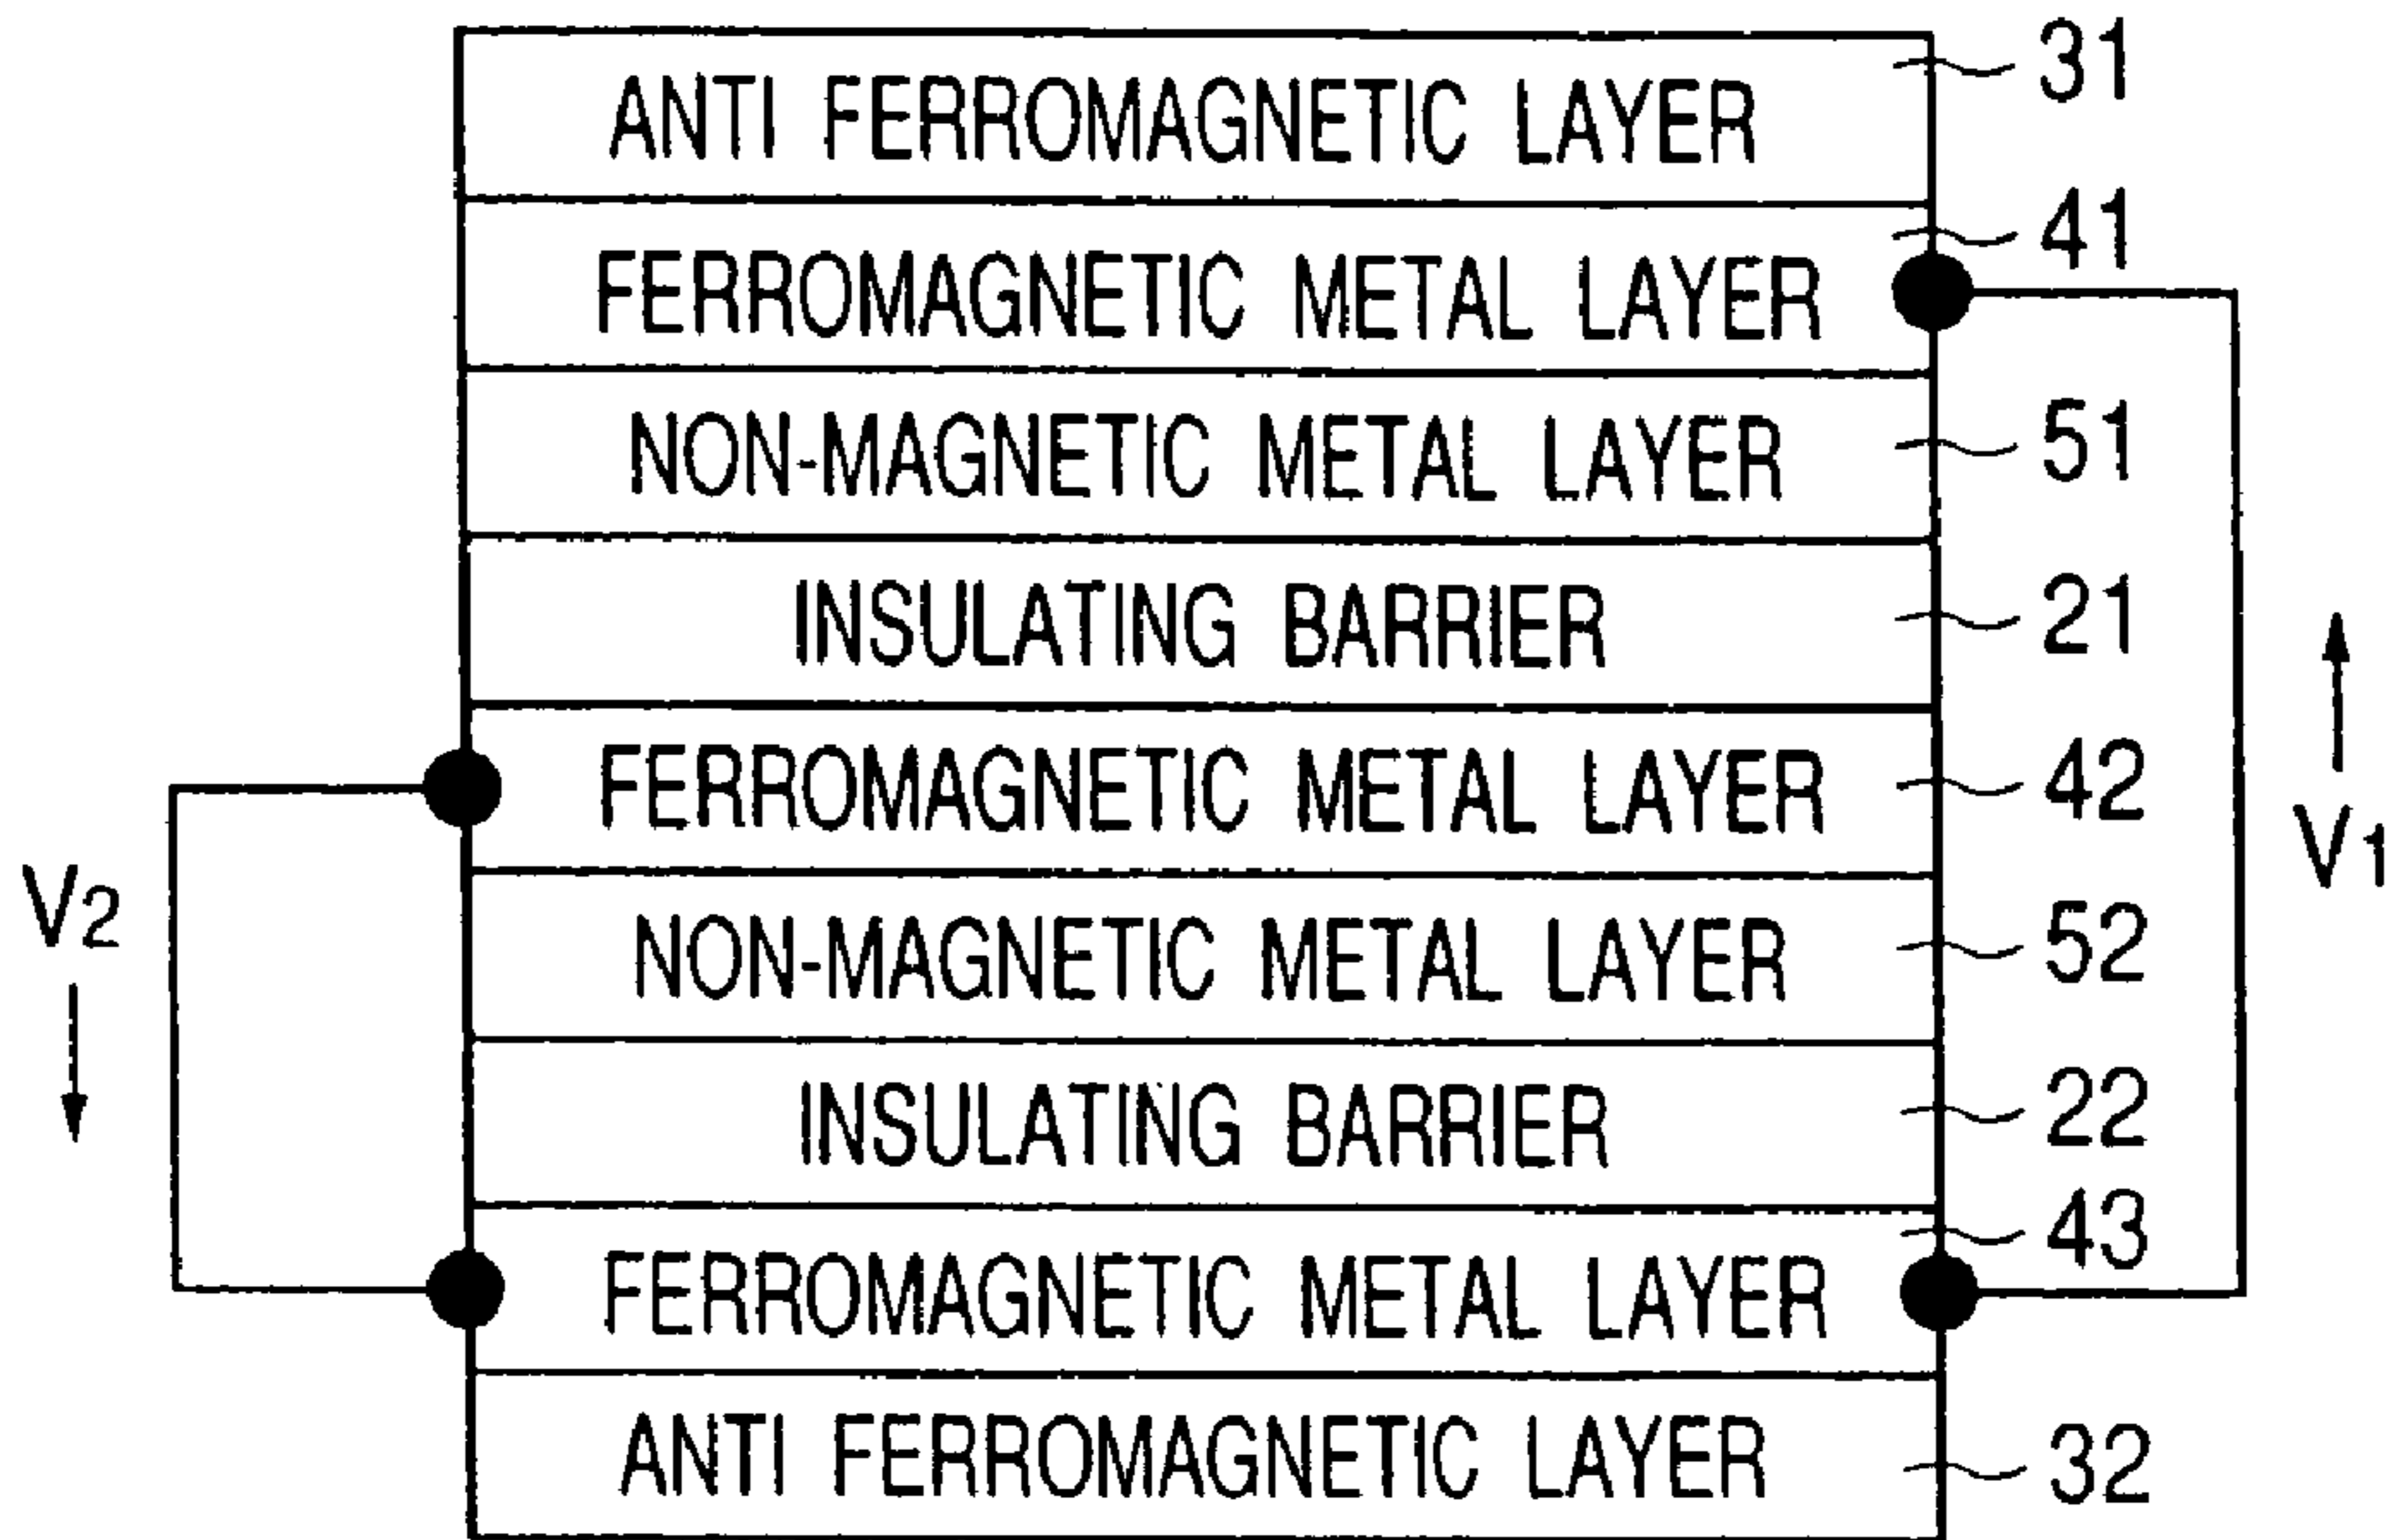 ANTI FERROMAGNETIC LAYER 31
FERROMAGNETIC METAL LAYER 41
NON-MAGNETIC METAL LAYER 51
INSULATING BARRIER 21
FERROMAGNETIC METAL LAYER 42
V1
V2
NON-MAGNETIC METAL LAYER 52
INSULATING BARRIER 22
FERROMAGNETIC METAL LAYER 43
ANTI FERROMAGNETIC LAYER 32